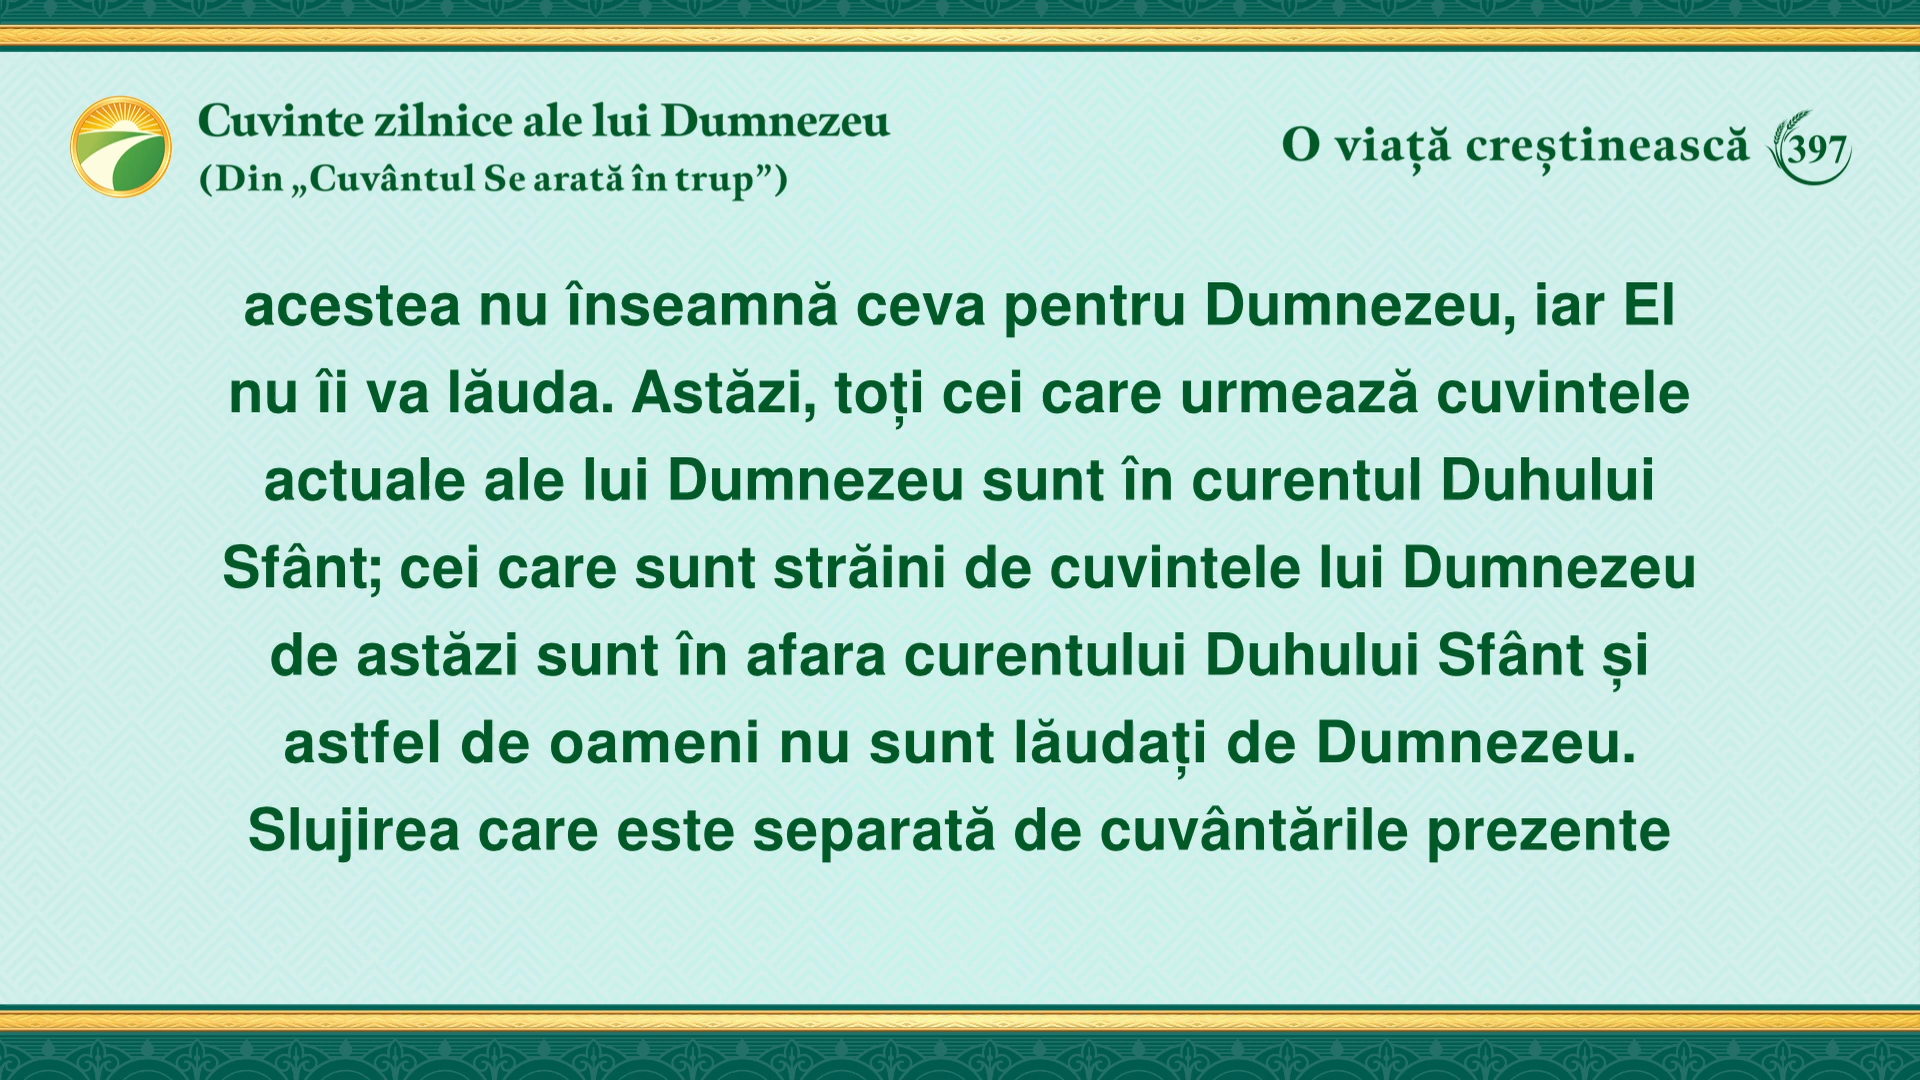 Cuvinte zilnice ale lui Dumnezeu
(Din „Cuvântul Se arată în trup”)
O viață creștinească 397
acestea nu înseamnă ceva pentru Dumnezeu, iar El
nu îi va lăuda. Astăzi, toți cei care urmează cuvintele
actuale ale lui Dumnezeu sunt în curentul Duhului
Sfânt; cei care sunt străini de cuvintele lui Dumnezeu
de astăzi sunt în afara curentului Duhului Sfânt și
astfel de oameni nu sunt lăudați de Dumnezeu.
Slujirea care este separată de cuvântările prezente